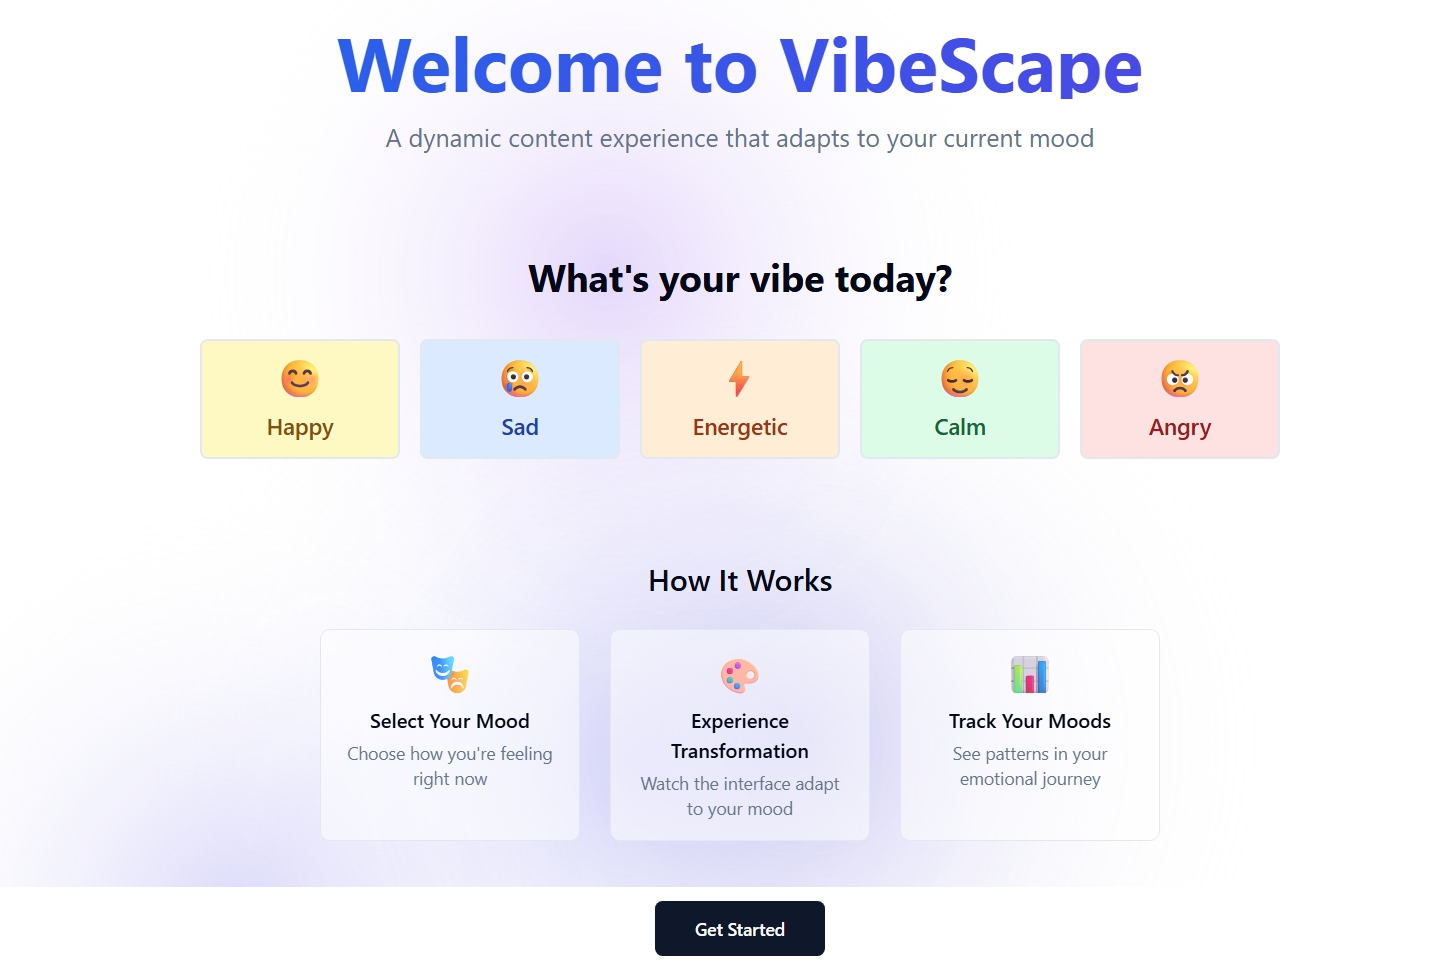 Welcome to VibeScape
A dynamic content experience that adapts to your current mood
What's your vibe today?
Happy
Sad
Energetic
Calm
Angry
How It Works
Select Your Mood
Choose how you're feeling
right now
Experience
Transformation
Watch the interface adapt
to your mood
Track Your Moods
See patterns in your
emotional journey
Get Started